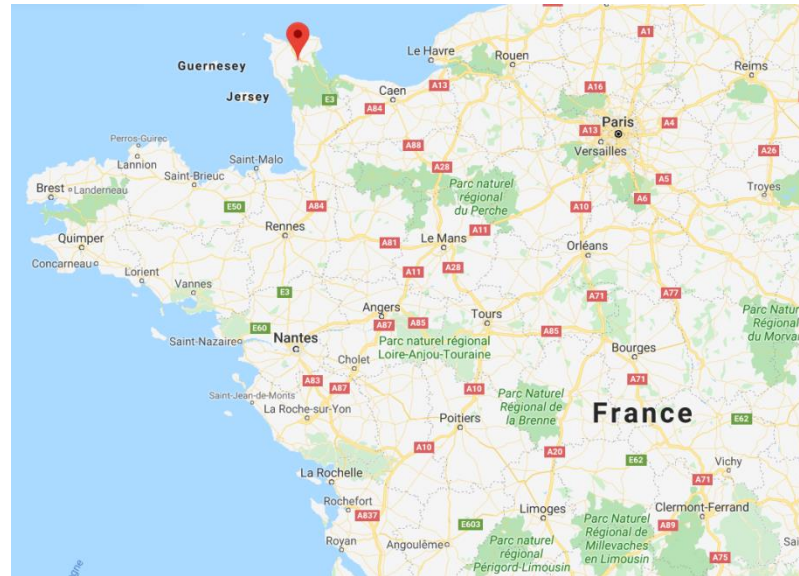 A1
Le Havre
Rouen
Reims
Guernesey
Jersey
E3
Caen
A13
A16
A84
Paris
A4
A13
Versailles
A26
Perros-Guirec
Lannion
Saint-Brieuc
Saint-Malo
A88
A28
Parc naturel
régional
du Perche
A5
Troyes
A6
Brest
Landerneau
E50
A84
A10
Quimper
Rennes
A81
Le Mans
A11
Orléans
Concarneau
Lorient
Vannes
E3
A11
A28
A71
A77
Angers
Tours
Parc Natu
Régional
du Morva
Saint-Nazaire
E60
Nantes
A87
A85
A85
Parc naturel régional
Loire-Anjou-Touraine
Cholet
Bourges
A83
A87
A10
A71
Saint-Jean-de-Monts
La Roche-sur-Yon
Parc Naturel
Régional de
la Brenne
Poitiers
France
E62
A10
A20
E62
Vichy
La Rochelle
A71
Rochefort
A837
Limoges
Clermont-Ferrand
E603
Parc Naturel
Régional de
Millevaches
en Limousin
A89
Royan
Angoulême
Parc naturel
régional
Périgord-Limousin
A75
Sai
gne